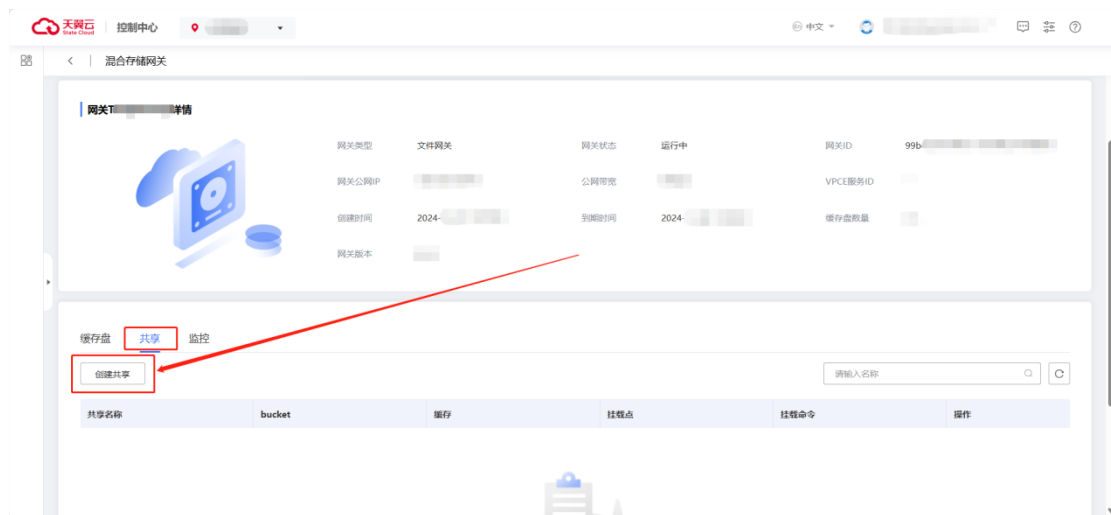 天翼云 State Cloud 控制中心 中文
混合存储网关
网关T 详情
网关类型 文件网关 网关状态 运行中 网关ID 99b
网关公网IP 公网带宽 VPCE服务ID
创建时间 2024- 到期时间 2024- 缓存盘数量
网关版本
缓存盘 共享 监控
创建共享 请输入名称
共享名称 bucket 缓存 挂载点 挂载命令 操作